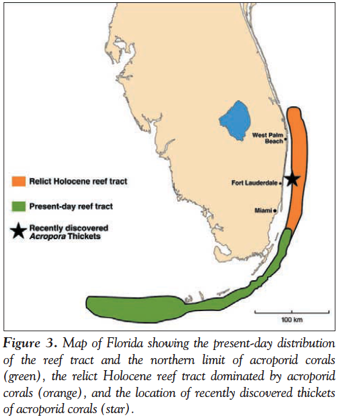 West Palm
Beach
Relict Holocene reef tract
Fort Lauderdale
Present-day reef tract
Miami
Recently discovered
Acropora Thickets
100 km
Figure 3. Map of Florida showing the present-day distribution
of the reef tract and the northern limit of acroporid corals
(green), the relict Holocene reef tract dominated by acroporid
corals (orange), and the location of recently discovered thickets
of acroporid corals (star).